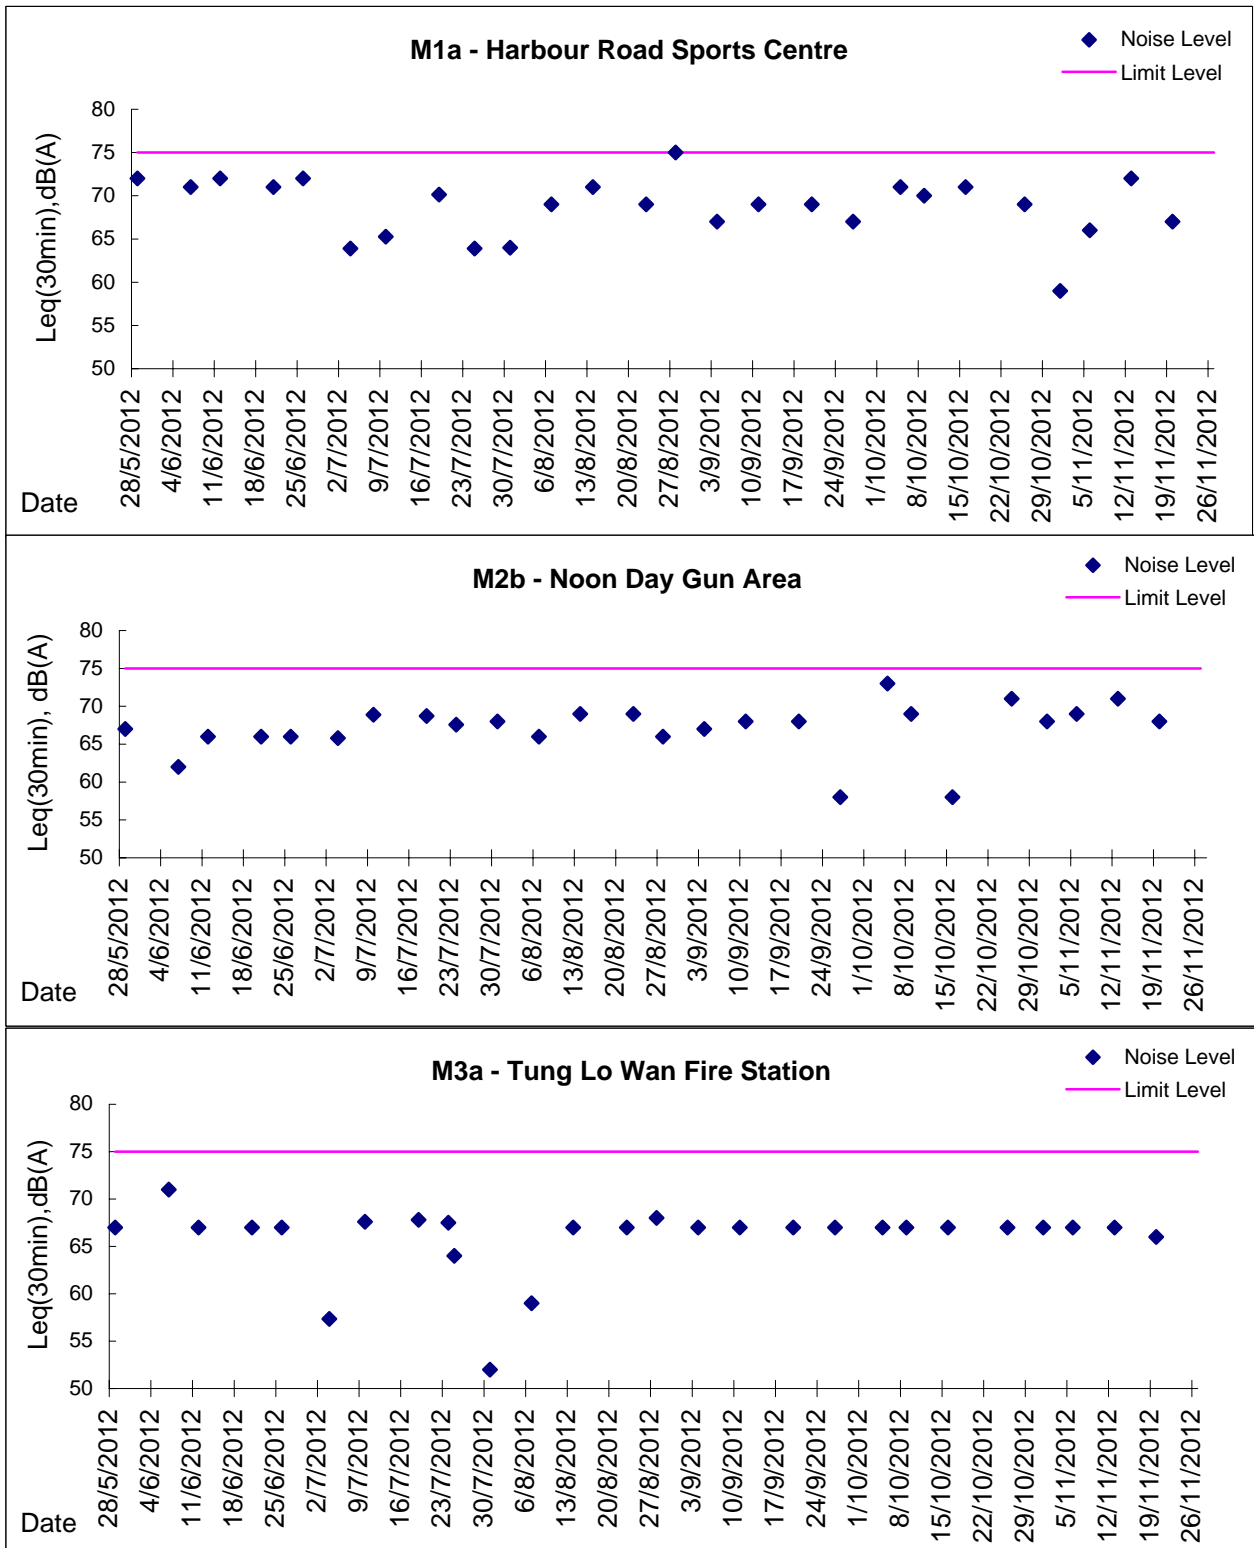 M1a - Harbour Road Sports Centre
Noise Level
Limit Level
Leq(30min),dB(A)
80
75
70
65
60
55
50
28/5/2012 4/6/2012 11/6/2012 18/6/2012 25/6/2012 2/7/2012 9/7/2012 16/7/2012 23/7/2012 30/7/2012 6/8/2012 13/8/2012 20/8/2012 27/8/2012 3/9/2012 10/9/2012 17/9/2012 24/9/2012 1/10/2012 8/10/2012 15/10/2012 22/10/2012 29/10/2012 5/11/2012 12/11/2012 19/11/2012 26/11/2012
Date
M2b - Noon Day Gun Area
Noise Level
Limit Level
Leq(30min), dB(A)
80
75
70
65
60
55
50
28/5/2012 4/6/2012 11/6/2012 18/6/2012 25/6/2012 2/7/2012 9/7/2012 16/7/2012 23/7/2012 30/7/2012 6/8/2012 13/8/2012 20/8/2012 27/8/2012 3/9/2012 10/9/2012 17/9/2012 24/9/2012 1/10/2012 8/10/2012 15/10/2012 22/10/2012 29/10/2012 5/11/2012 12/11/2012 19/11/2012 26/11/2012
Date
M3a - Tung Lo Wan Fire Station
Noise Level
Limit Level
Leq(30min),dB(A)
80
75
70
65
60
55
50
28/5/2012 4/6/2012 11/6/2012 18/6/2012 25/6/2012 2/7/2012 9/7/2012 16/7/2012 23/7/2012 30/7/2012 6/8/2012 13/8/2012 20/8/2012 27/8/2012 3/9/2012 10/9/2012 17/9/2012 24/9/2012 1/10/2012 8/10/2012 15/10/2012 22/10/2012 29/10/2012 5/11/2012 12/11/2012 19/11/2012 26/11/2012
Date